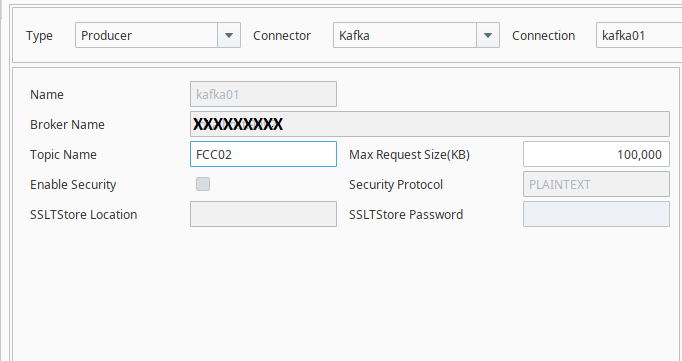 Type Producer Connector Kafka Connection kafka01
Name kafka01
Broker Name XXXXXXXXX
Topic Name FCC02 Max Request Size(KB) 100,000
Enable Security Security Protocol PLAINTEXT
SSLTStore Location SSLTStore Password